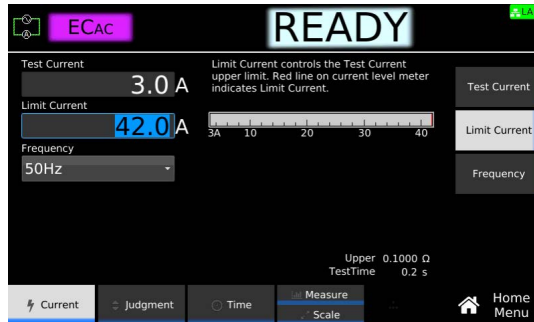 EC AC
READY
LA
Test Current
3.0 A
Limit Current
42.0 A
Frequency
50Hz
Limit Current controls the Test Current
upper limit. Red line on current level meter
indicates Limit Current.
3A 10 20 30 40
Upper 0.1000 Ω
TestTime 0.2 s
Test Current
Limit Current
Frequency
Current
Judgment
Time
Measure
Scale
Home
Menu